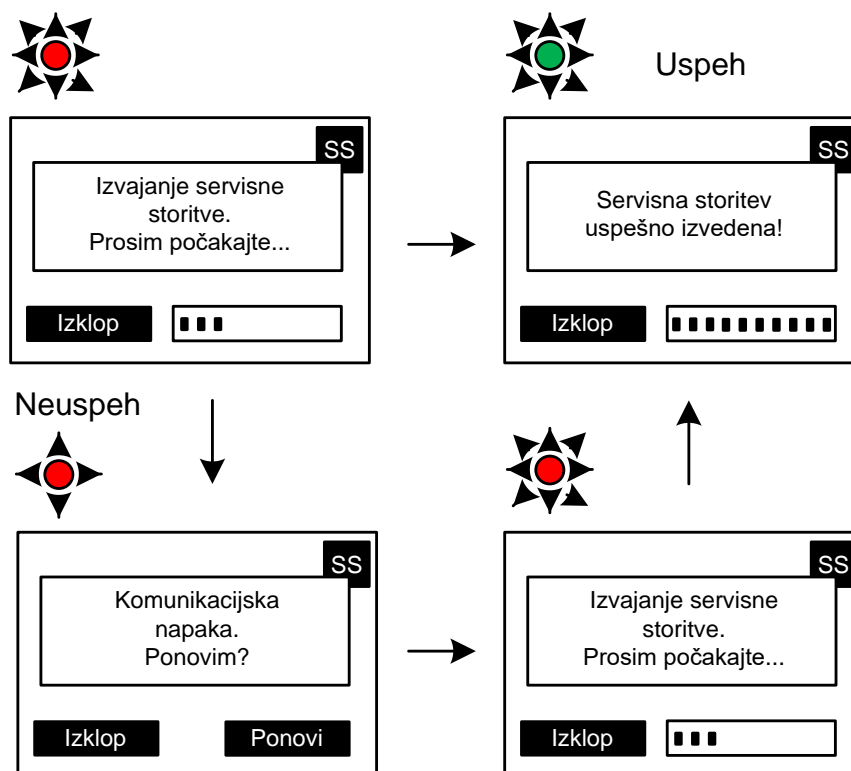 Uspeh
SS
Izvajanje servisne
storitve.
Prosim počakajte...
Izklop
SS
Servisna storitev
uspešno izvedena!
Izklop
Neuspeh
SS
Komunikacijska
napaka.
Ponovim?
Izklop
Ponovi
SS
Izvajanje servisne
storitve.
Prosim počakajte...
Izklop